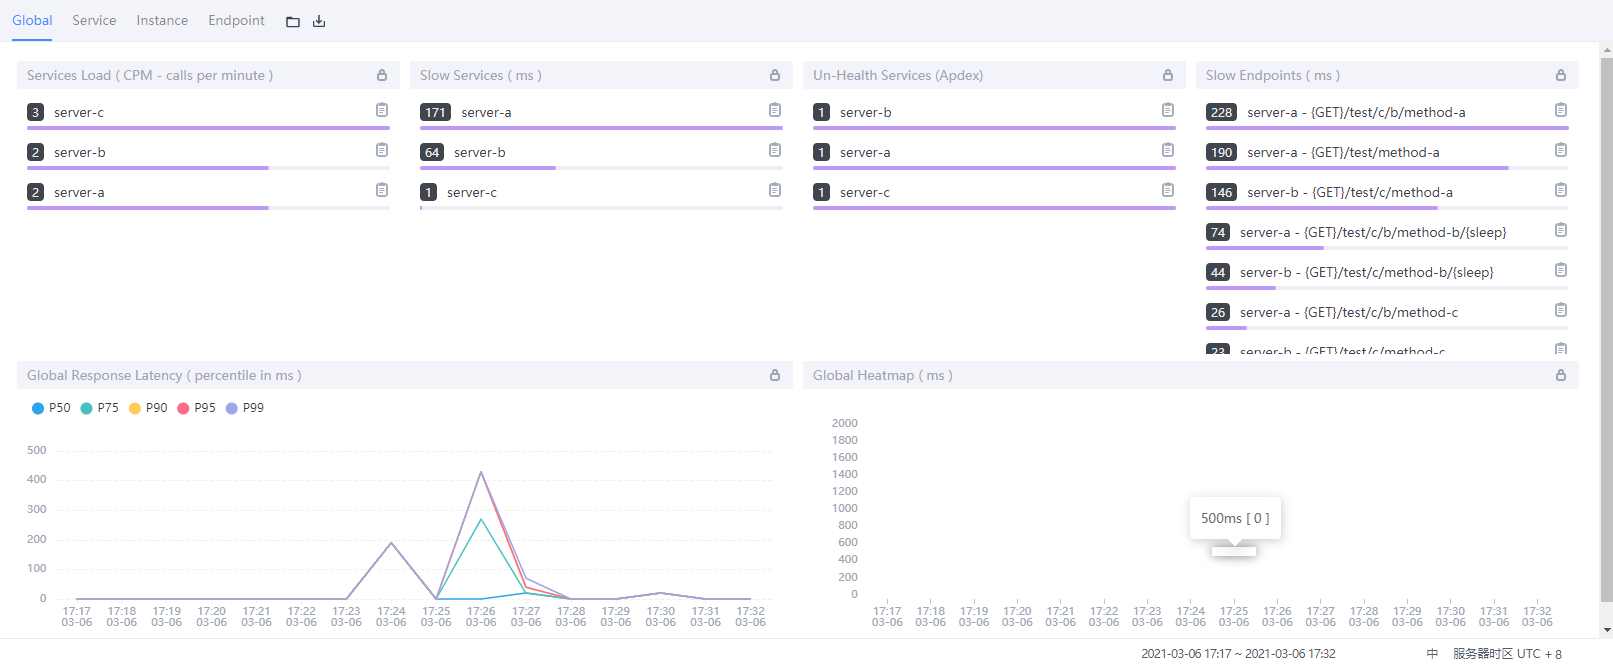 Global Service Instance Endpoint
Services Load ( CPM - calls per minute )
3 server-c
2 server-b
2 server-a
Slow Services ( ms )
171 server-a
64 server-b
1 server-c
Un-Health Services (Apdex)
1 server-b
1 server-a
1 server-c
Slow Endpoints ( ms )
228 server-a - {GET}/test/c/b/method-a
190 server-a - {GET}/test/method-a
146 server-b - {GET}/test/c/method-a
74 server-a - {GET}/test/c/b/method-b/{sleep}
44 server-b - {GET}/test/c/method-b/{sleep}
26 server-a - {GET}/test/c/b/method-c
23 server-b - {GET}/test/c/method-c
Global Response Latency ( percentile in ms )
P50 P75 P90 P95 P99
500
400
300
200
100
0
17:17 17:18 17:19 17:20 17:21 17:22 17:23 17:24 17:25 17:26 17:27 17:28 17:29 17:30 17:31 17:32
03-06 03-06 03-06 03-06 03-06 03-06 03-06 03-06 03-06 03-06 03-06 03-06 03-06 03-06 03-06 03-06
Global Heatmap ( ms )
2000
1800
1600
1400
1200
1000
800
600
400
200
0
500ms [ 0 ]
17:17 17:18 17:19 17:20 17:21 17:22 17:23 17:24 17:25 17:26 17:27 17:28 17:29 17:30 17:31 17:32
03-06 03-06 03-06 03-06 03-06 03-06 03-06 03-06 03-06 03-06 03-06 03-06 03-06 03-06 03-06 03-06
2021-03-06 17:17 ~ 2021-03-06 17:32 中 服务器时区 UTC + 8